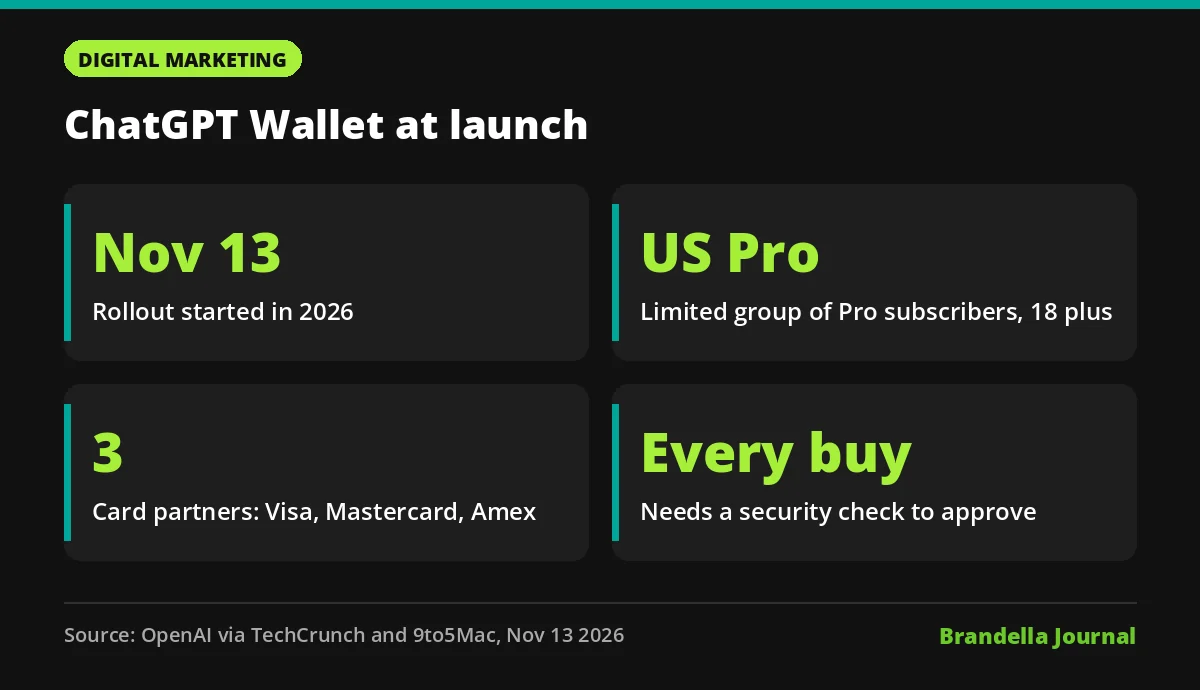 DIGITAL MARKETING
ChatGPT Wallet at launch
Nov 13
Rollout started in 2026
US Pro
Limited group of Pro subscribers, 18 plus
3
Card partners: Visa, Mastercard, Amex
Every buy
Needs a security check to approve
Source: OpenAI via TechCrunch and 9to5Mac, Nov 13 2026
Brandella Journal